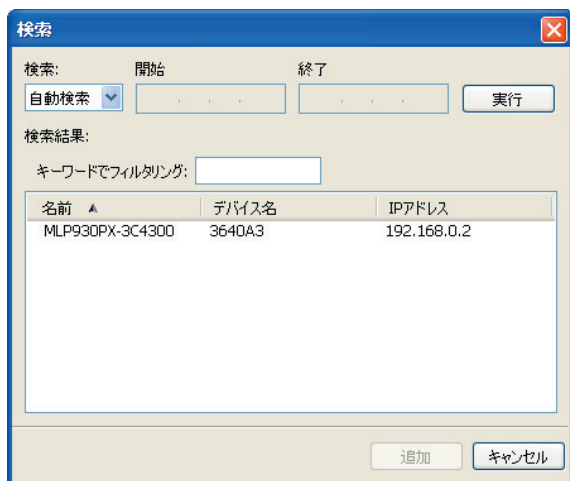 検索
検索: 開始 終了
自動検索 . . . . . . 実行
検索結果:
キーワードでフィルタリング:
名前 デバイス名 IPアドレス
MLP930PX-3C4300 3640A3 192.168.0.2
追加 キャンセル